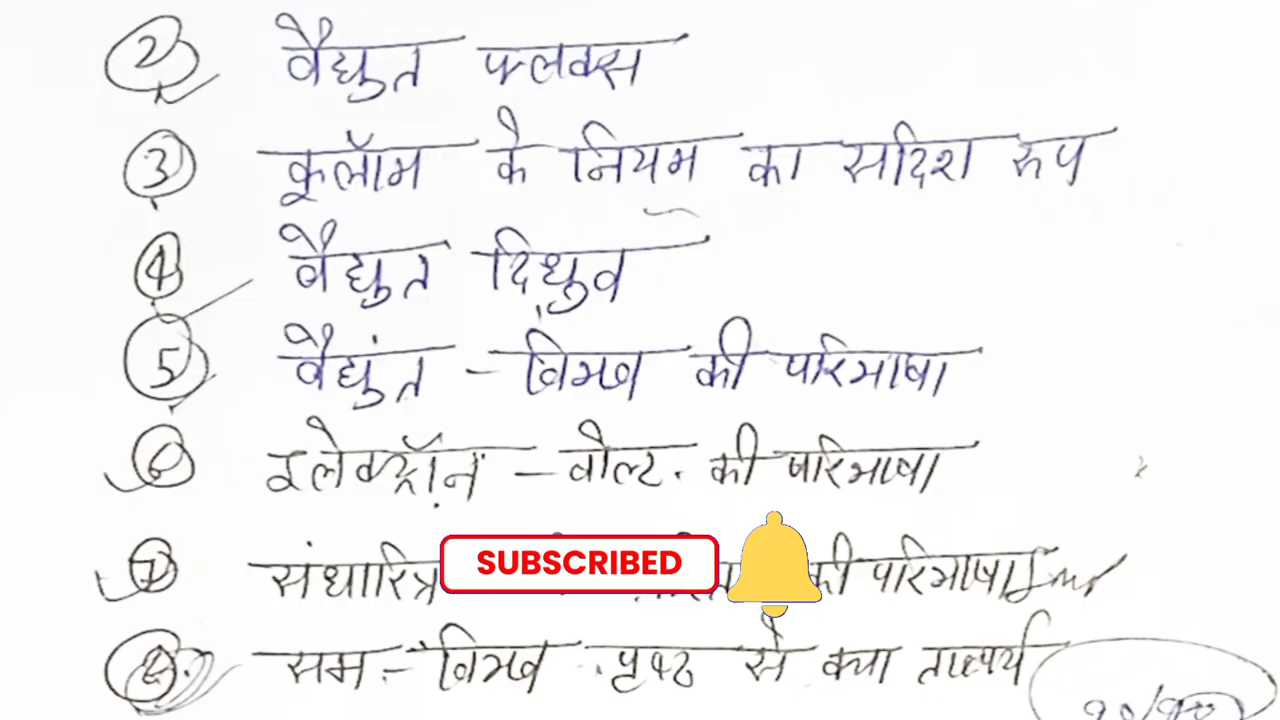 2 वैद्युत फ्लक्स
3 कूलॉम के नियम का सदिश रूप
4 वैद्युत द्विध्रुव
5 वैद्युत - विभव की परिभाषा
6 इलेक्ट्रॉन - वोल्ट की परिभाषा
7 संधारित्र की परिभाषा
SUBSCRIBED
8 सम - विभव पृष्ठ से क्या तात्पर्य